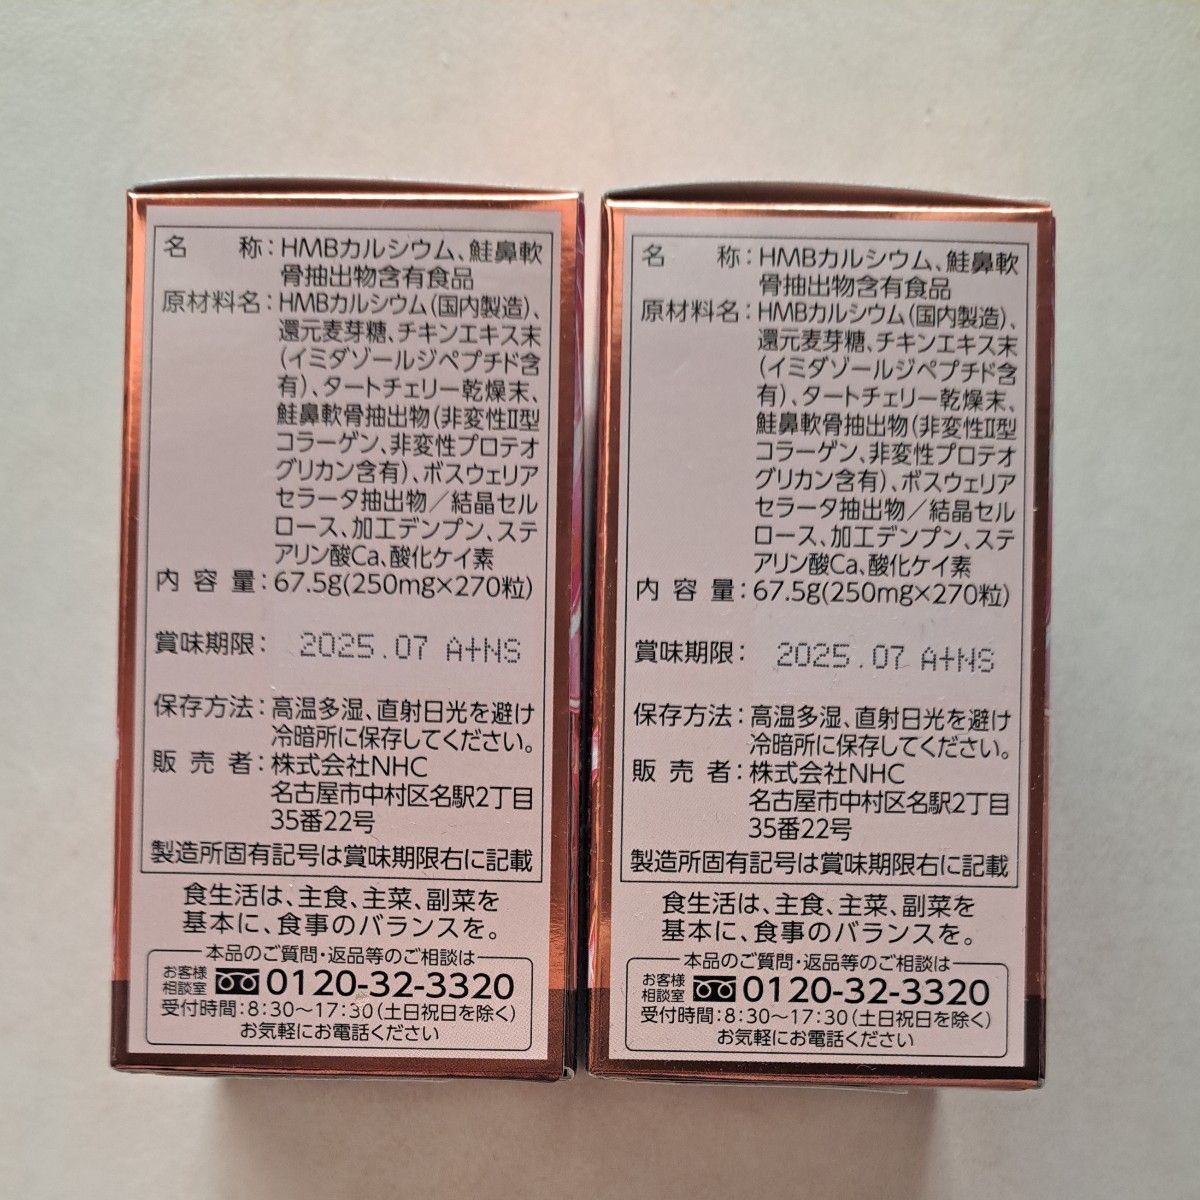 名称：HMBカルシウム、鮭鼻軟
骨抽出物含有食品
原材料名：HMBカルシウム（国内製造）、
還元麦芽糖、チキンエキス末
（イミダゾールジペプチド含
有）、タートチェリー乾燥末、
鮭鼻軟骨抽出物（非変性Ⅱ型
コラーゲン、非変性プロテオ
グリカン含有）、ボスウェリア
セラータ抽出物／結晶セル
ロース、加工デンプン、ステ
アリン酸Ca、酸化ケイ素
内容量：67.5g(250mg×270粒)
賞味期限：2025.07 A+NS
保存方法：高温多湿、直射日光を避け
冷暗所に保存してください。
販売者：株式会社NHC
名古屋市中村区名駅2丁目
35番22号
製造所固有記号は賞味期限右に記載
食生活は、主食、主菜、副菜を
基本に、食事のバランスを。
本品のご質問・返品等のご相談は
お客様
相談室 0120-32-3320
受付時間：8:30〜17:30（土日祝日を除く）
お気軽にお電話ください
名称：HMBカルシウム、鮭鼻軟
骨抽出物含有食品
原材料名：HMBカルシウム（国内製造）、
還元麦芽糖、チキンエキス末
（イミダゾールジペプチド含
有）、タートチェリー乾燥末、
鮭鼻軟骨抽出物（非変性Ⅱ型
コラーゲン、非変性プロテオ
グリカン含有）、ボスウェリア
セラータ抽出物／結晶セル
ロース、加工デンプン、ステ
アリン酸Ca、酸化ケイ素
内容量：67.5g(250mg×270粒)
賞味期限：2025.07 A+NS
保存方法：高温多湿、直射日光を避け
冷暗所に保存してください。
販売者：株式会社NHC
名古屋市中村区名駅2丁目
35番22号
製造所固有記号は賞味期限右に記載
食生活は、主食、主菜、副菜を
基本に、食事のバランスを。
本品のご質問・返品等のご相談は
お客様
相談室 0120-32-3320
受付時間：8:30〜17:30（土日祝日を除く）
お気軽にお電話ください